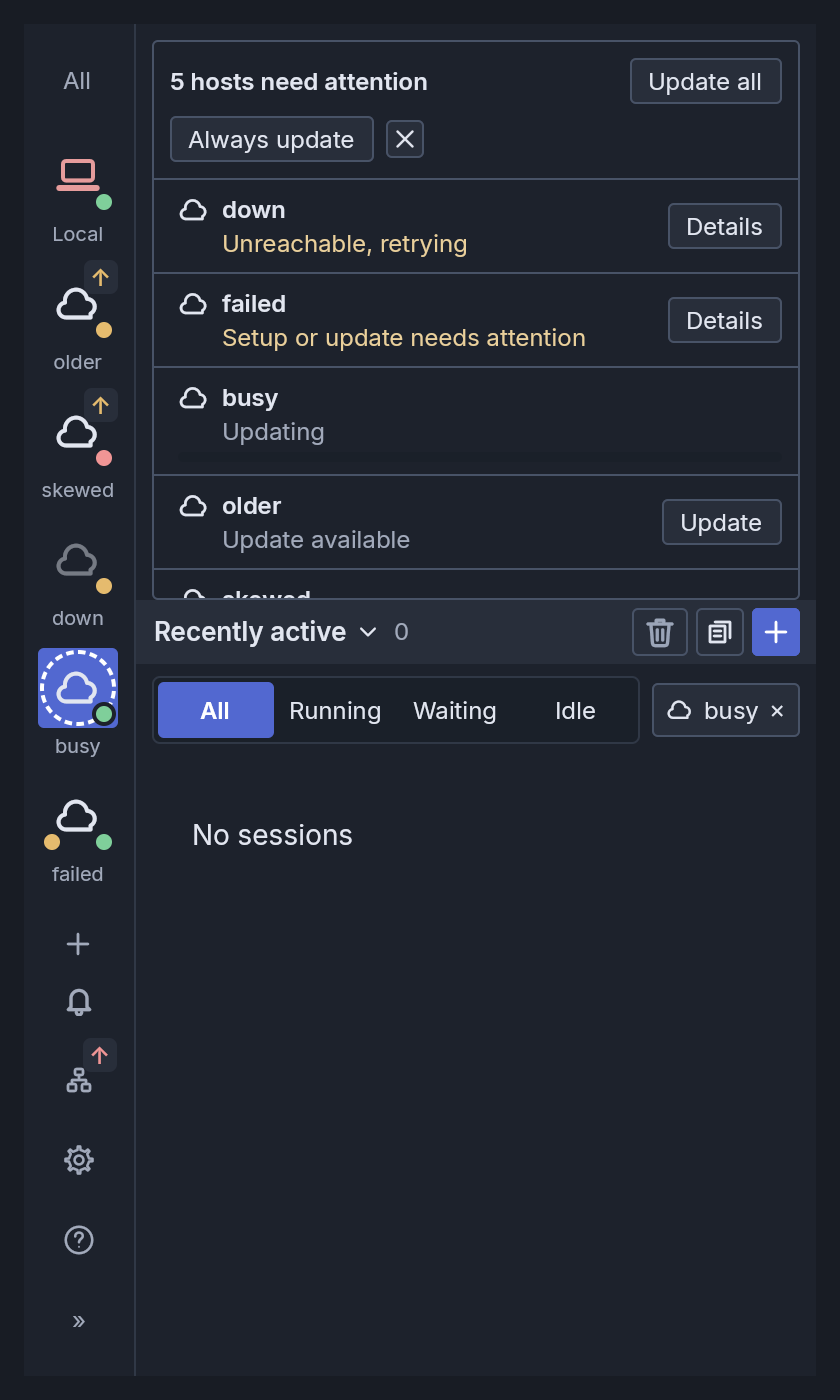 All
Local
older
skewed
down
busy
failed
»
5 hosts need attention
Update all
Always update
down
Unreachable, retrying
Details
failed
Setup or update needs attention
Details
busy
Updating
older
Update available
Update
skewed
Recently active 0
All Running Waiting Idle
busy ×
No sessions